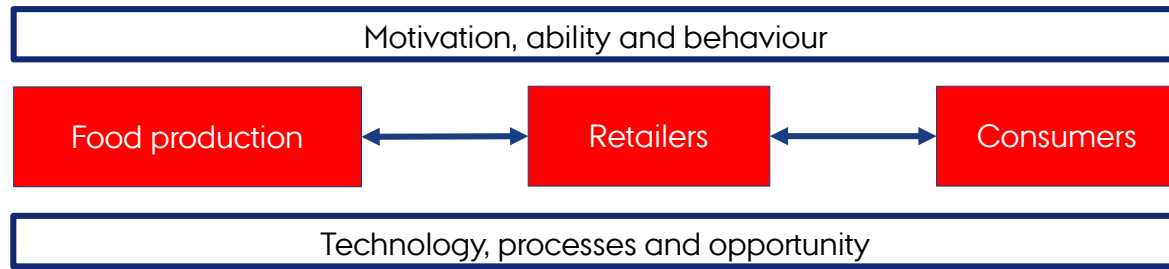 Motivation, ability and behaviour
Food production
Retailers
Consumers
Technology, processes and opportunity